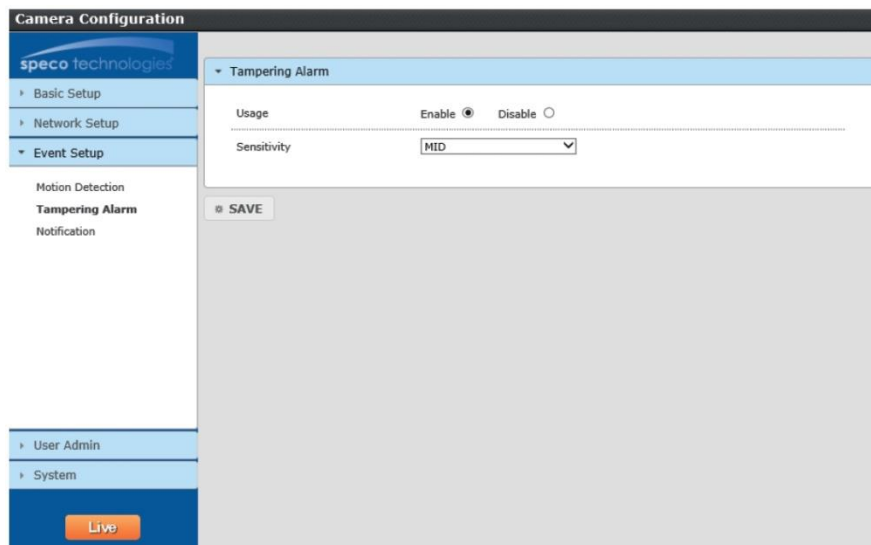 Camera Configuration
speco technologies
Basic Setup
Network Setup
Event Setup
Motion Detection
Tampering Alarm
Notification
User Admin
System
Live
Tampering Alarm
Usage Enable Disable
Sensitivity MID
SAVE